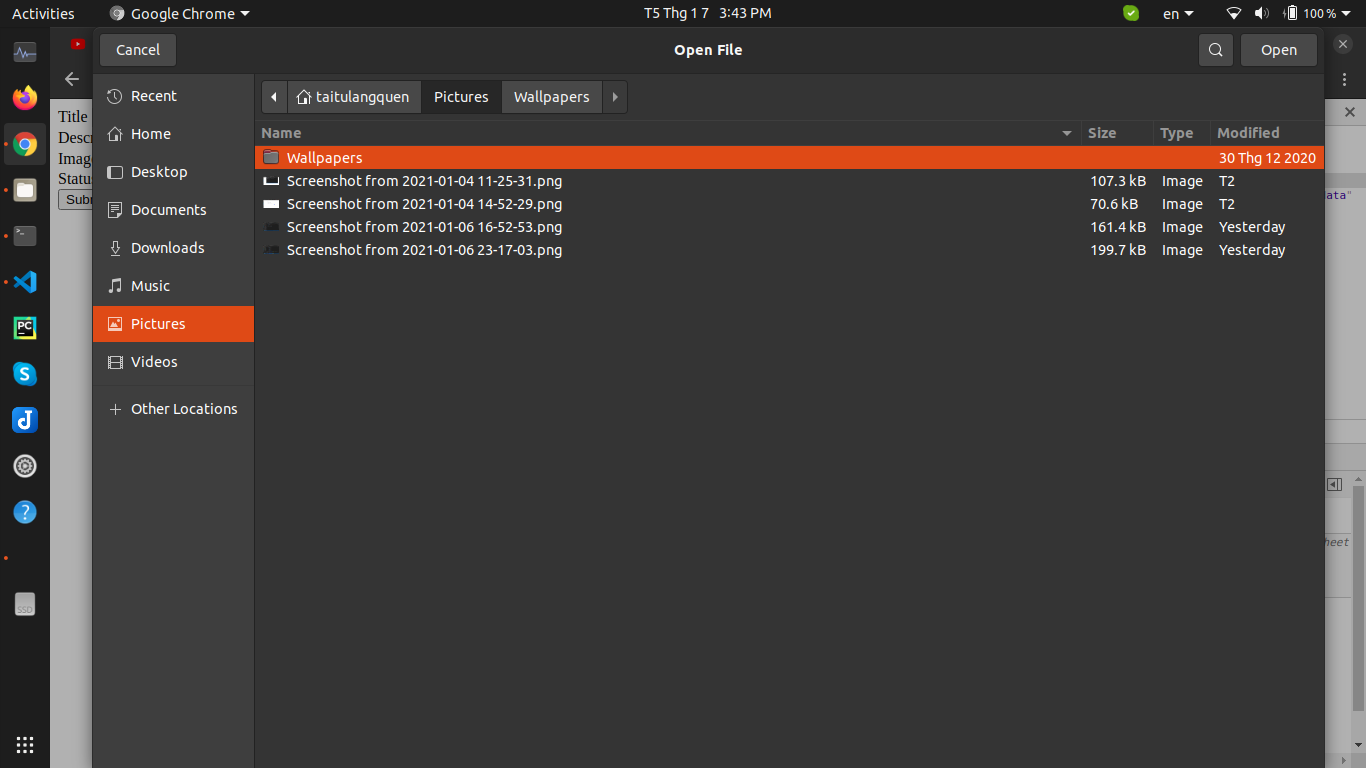 Activities Google Chrome T5 Thg 1 7 3:43 PM en 100 %
Cancel Open File Open
Recent
Home
Desktop
Documents
Downloads
Music
Pictures
Videos
Other Locations
taitulangquen Pictures Wallpapers
Name Size Type Modified
Wallpapers 30 Thg 12 2020
Screenshot from 2021-01-04 11-25-31.png 107.3 kB Image T2
Screenshot from 2021-01-04 14-52-29.png 70.6 kB Image T2
Screenshot from 2021-01-06 16-52-53.png 161.4 kB Image Yesterday
Screenshot from 2021-01-06 23-17-03.png 199.7 kB Image Yesterday
Title
Descr
Image
Status
Subm
data"
heet
PC
SSD